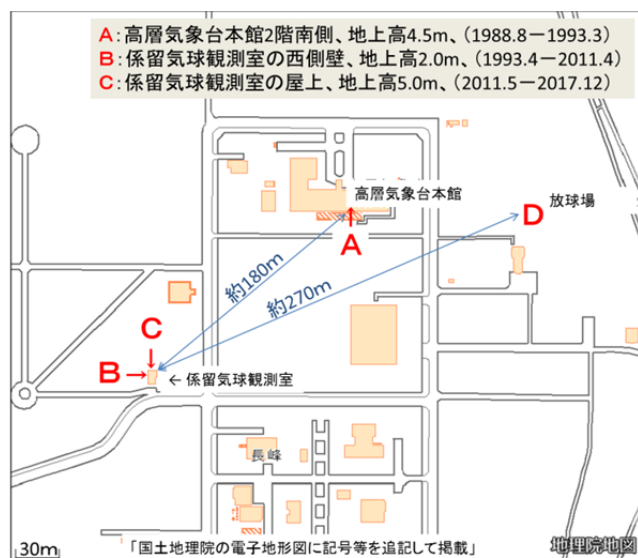 A：高層気象台本館2階南側、地上高4.5m、（1988.8－1993.3）
B：係留気球観測室の西側壁、地上高2.0m、（1993.4－2011.4）
C：係留気球観測室の屋上、地上高5.0m、（2011.5－2017.12）
高層気象台本館
D 放球場
A
約180m
約270m
C
B→
← 係留気球観測室
長峰
30m
「国土地理院の電子地形図に記号等を追記して掲載」
地理院地図